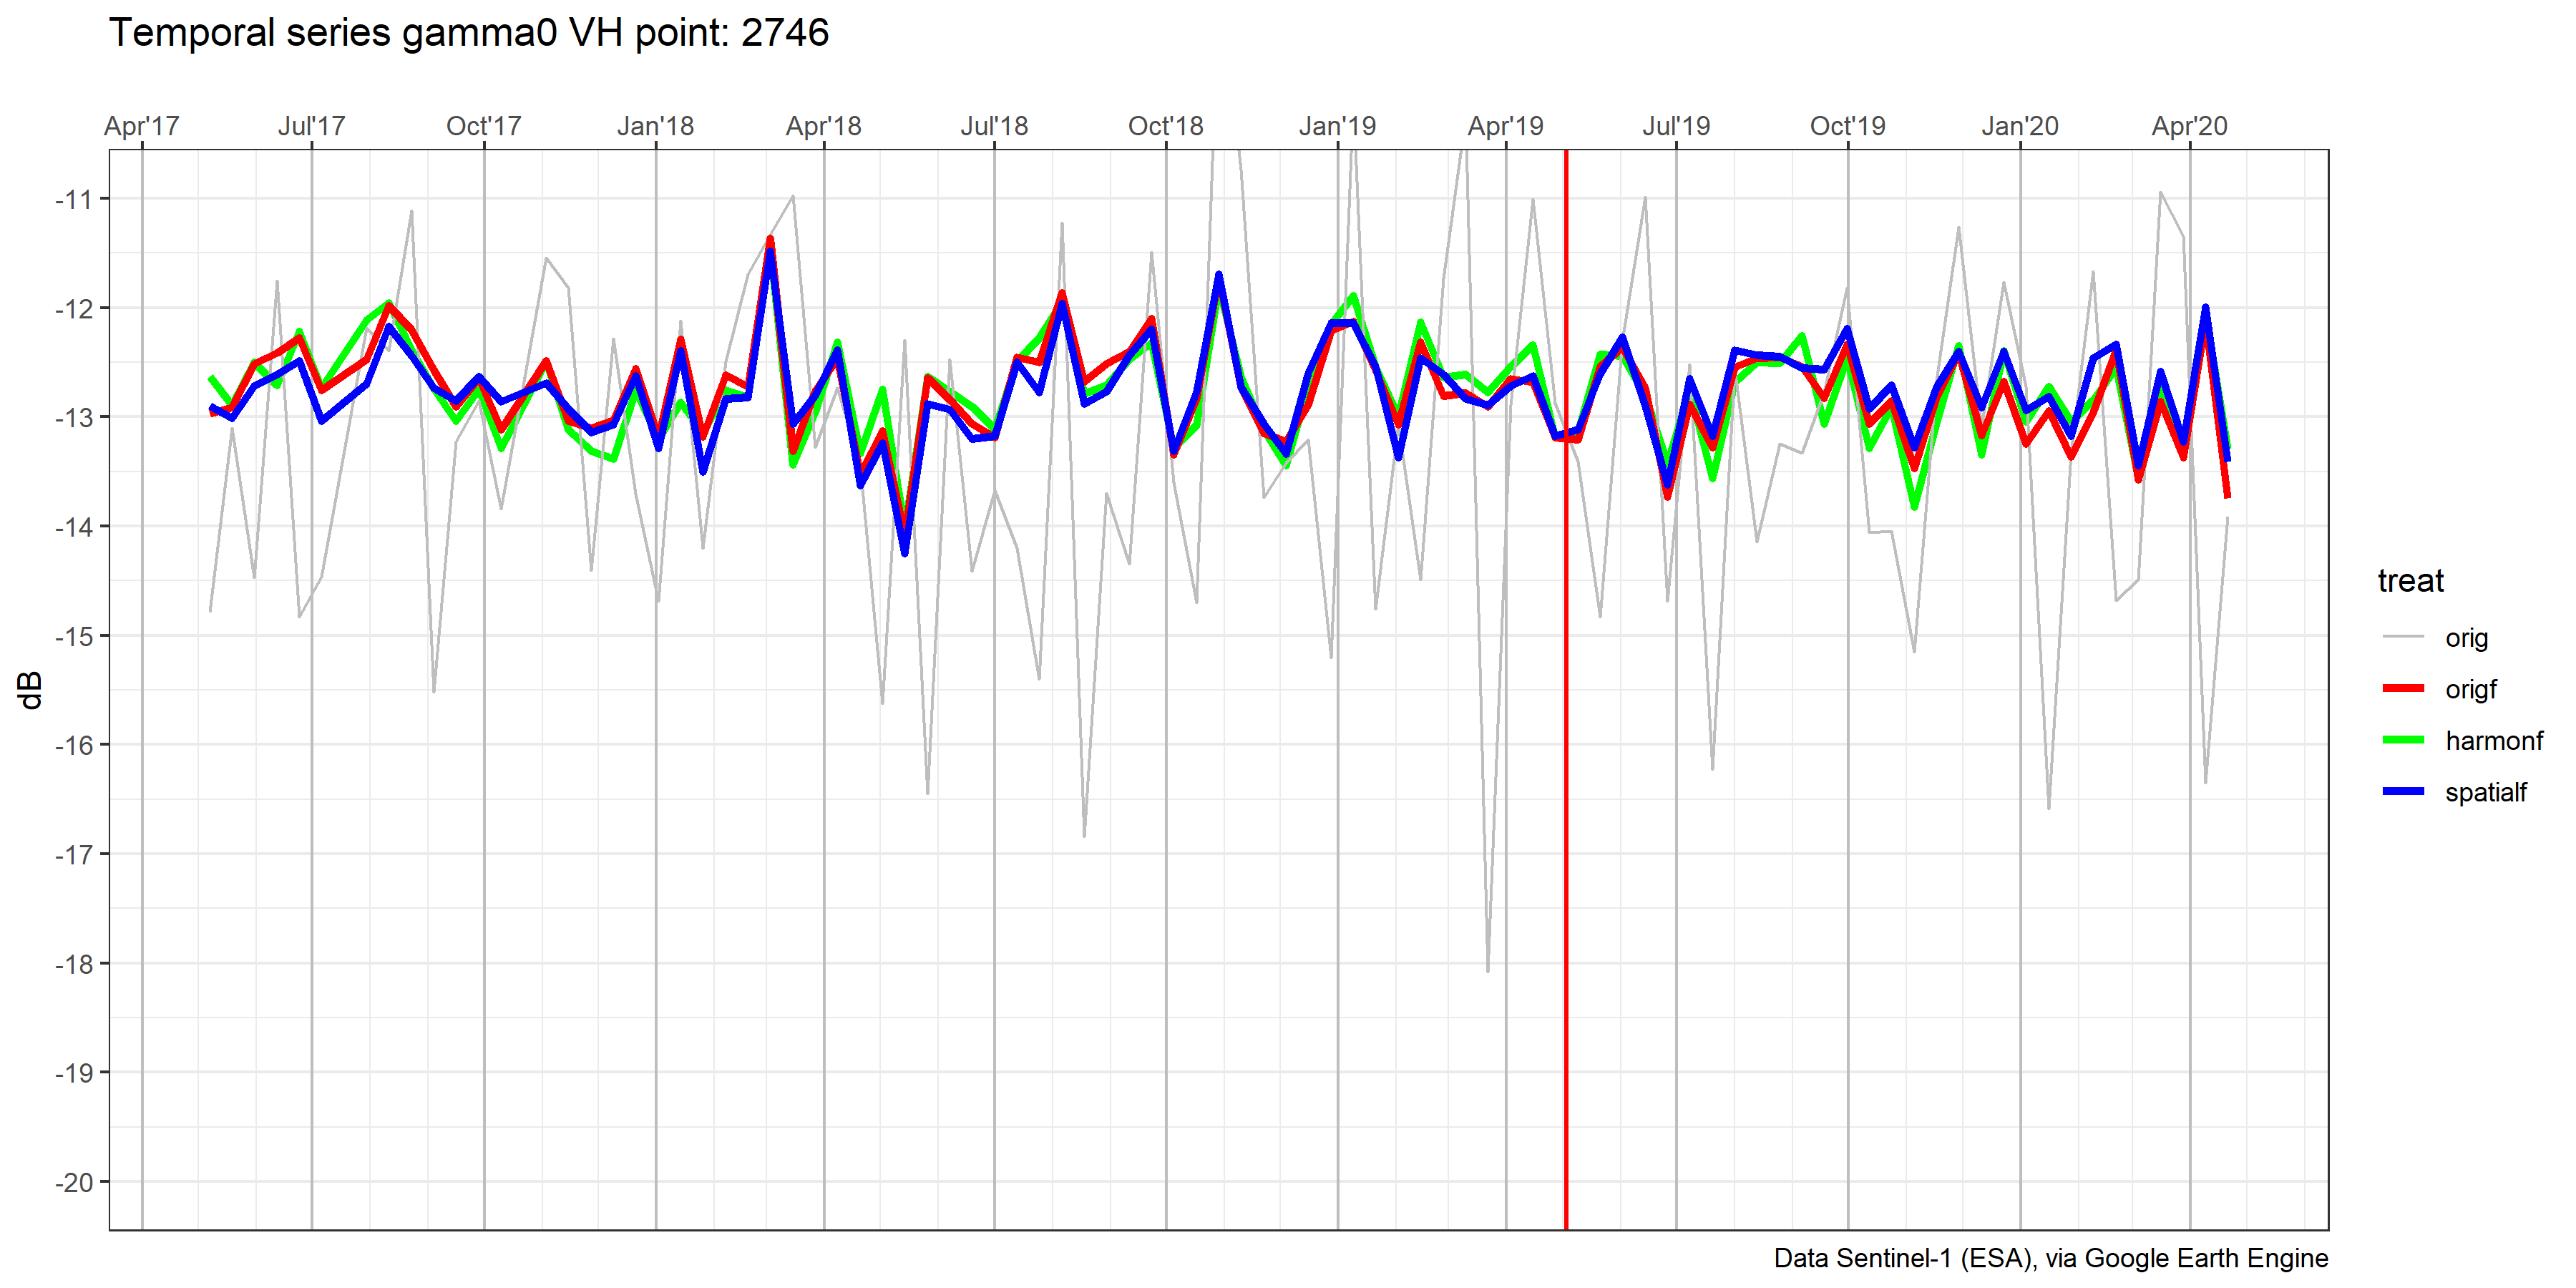 Temporal series gamma0 VH point: 2746
Apr'17 Jul'17 Oct'17 Jan'18 Apr'18 Jul'18 Oct'18 Jan'19 Apr'19 Jul'19 Oct'19 Jan'20 Apr'20
-11
-12
-13
-14
-15
-16
-17
-18
-19
-20
dB
treat
orig
origf
harmonf
spatialf
Data Sentinel-1 (ESA), via Google Earth Engine